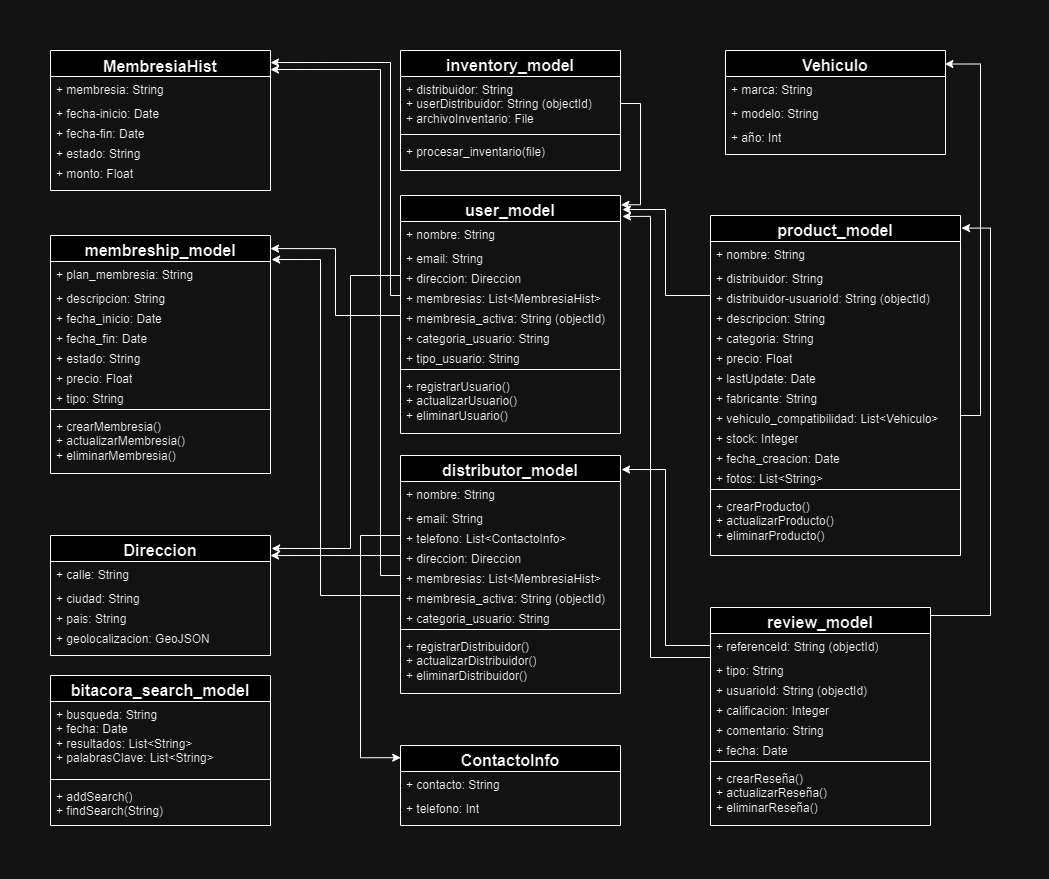 MembresiaHist
+ membresia: String
+ fecha-inicio: Date
+ fecha-fin: Date
+ estado: String
+ monto: Float
inventory_model
+ distribuidor: String
+ userDistribuidor: String (objectId)
+ archivoInventario: File
+ procesar_inventario(file)
Vehiculo
+ marca: String
+ modelo: String
+ año: Int
membreship_model
+ plan_membresia: String
+ descripcion: String
+ fecha_inicio: Date
+ fecha_fin: Date
+ estado: String
+ precio: Float
+ tipo: String
+ crearMembresia()
+ actualizarMembresia()
+ eliminarMembresia()
user_model
+ nombre: String
+ email: String
+ direccion: Direccion
+ membresias: List<MembresiaHist>
+ membresia_activa: String (objectId)
+ categoria_usuario: String
+ tipo_usuario: String
+ registrarUsuario()
+ actualizarUsuario()
+ eliminarUsuario()
product_model
+ nombre: String
+ distribuidor: String
+ distribuidor-usuarioId: String (objectId)
+ descripcion: String
+ categoria: String
+ precio: Float
+ lastUpdate: Date
+ fabricante: String
+ vehiculo_compatibilidad: List<Vehiculo>
+ stock: Integer
+ fecha_creacion: Date
+ fotos: List<String>
+ crearProducto()
+ actualizarProducto()
+ eliminarProducto()
Direccion
+ calle: String
+ ciudad: String
+ pais: String
+ geolocalizacion: GeoJSON
distributor_model
+ nombre: String
+ email: String
+ telefono: List<ContactoInfo>
+ direccion: Direccion
+ membresias: List<MembresiaHist>
+ membresia_activa: String (objectId)
+ categoria_usuario: String
+ registrarDistribuidor()
+ actualizarDistribuidor()
+ eliminarDistribuidor()
review_model
+ referenceId: String (objectId)
+ tipo: String
+ usuarioId: String (objectId)
+ calificacion: Integer
+ comentario: String
+ fecha: Date
+ crearReseña()
+ actualizarReseña()
+ eliminarReseña()
bitacora_search_model
+ busqueda: String
+ fecha: Date
+ resultados: List<String>
+ palabrasClave: List<String>
+ addSearch()
+ findSearch(String)
ContactoInfo
+ contacto: String
+ telefono: Int